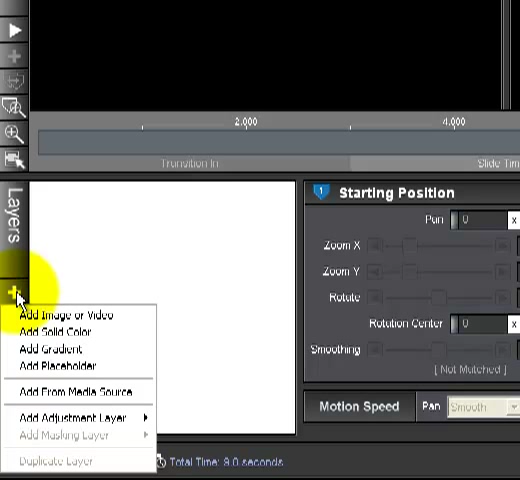 2.000 4.000
Transition In Slide Tim
Layers
1 Starting Position
Pan 0 x
Zoom X
Zoom Y
Rotate
Rotation Center 0 x
Smoothing
[ Not Matched ]
Motion Speed Pan Smooth
Add Image or Video
Add Solid Color
Add Gradient
Add Placeholder
Add From Media Source
Add Adjustment Layer
Add Masking Layer
Duplicate Layer
Total Time: 9.0 seconds